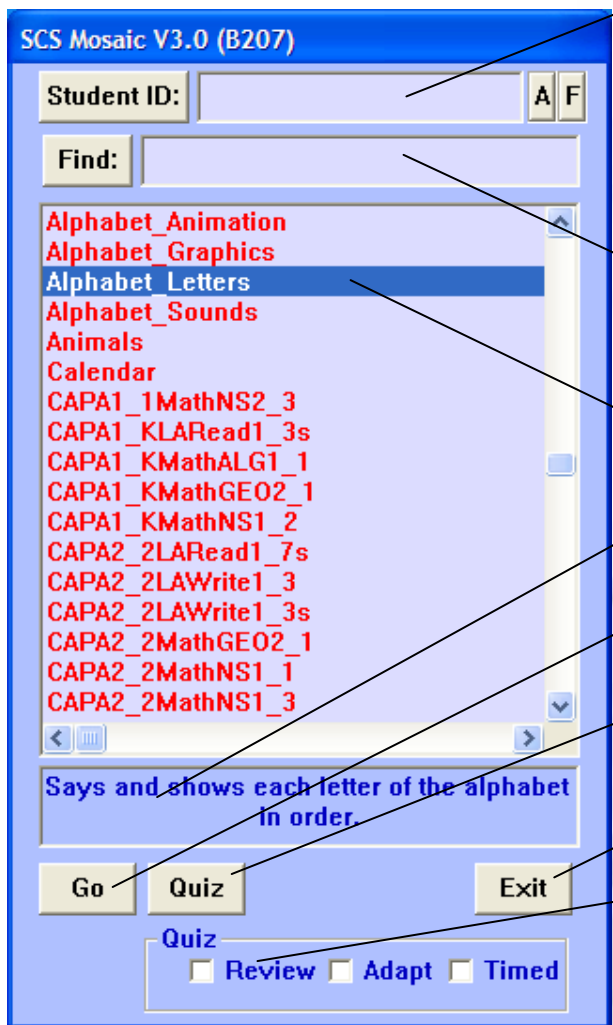 SCS Mosaic V3.0 (B207)
Student ID: A F
Find:
Alphabet_Animation
Alphabet_Graphics
Alphabet_Letters
Alphabet_Sounds
Animals
Calendar
CAPA1_1MathNS2_3
CAPA1_KLARead1_3s
CAPA1_KMathALG1_1
CAPA1_KMathGEO2_1
CAPA1_KMathNS1_2
CAPA2_2LARead1_7s
CAPA2_2LAWrite1_3
CAPA2_2LAWrite1_3s
CAPA2_2MathGEO2_1
CAPA2_2MathNS1_1
CAPA2_2MathNS1_3
Says and shows each letter of the alphabet
in order.
Go Quiz Exit
Quiz
Review Adapt Timed